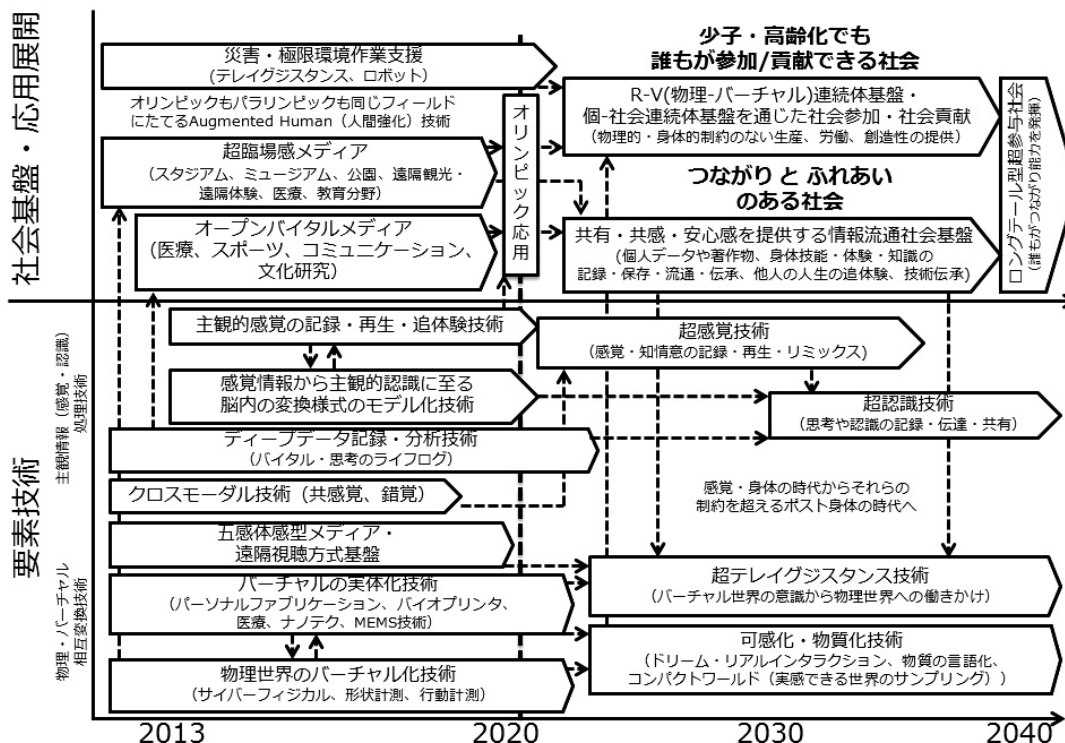 社会基盤・応用展開
災害・極限環境作業支援
(テレイグジスタンス、ロボット)
オリンピックもパラリンピックも同じフィールド
にたてるAugmented Human（人間強化）技術
超臨場感メディア
(スタジアム、ミュージアム、公園、遠隔観光・
遠隔体験、医療、教育分野)
オープンバイタルメディア
(医療、スポーツ、コミュニケーション、
文化研究)
オリンピック応用
少子・高齢化でも
誰もが参加/貢献できる社会
R-V(物理-バーチャル)連続体基盤・
個-社会連続体基盤を通じた社会参加・社会貢献
(物理的・身体的制約のない生産、労働、創造性の提供)
つながり と ふれあい
のある社会
共有・共感・安心感を提供する情報流通社会基盤
(個人データや著作物、身体技能・体験・知識の
記録・保存・流通・伝承、他人の人生の追体験、技術伝承)
ロングテール型超参与社会
(誰もがつながり能力を発揮)
要素技術
主観情報（感覚・認識）
処理技術
主観的感覚の記録・再生・追体験技術
超感覚技術
(感覚・知情意の記録・再生・リミックス)
感覚情報から主観的認識に至る
脳内の変換様式のモデル化技術
超認識技術
(思考や認識の記録・伝達・共有)
ディープデータ記録・分析技術
(バイタル・思考のライフログ)
クロスモーダル技術（共感覚、錯覚）
感覚・身体の時代からそれらの
制約を超えるポスト身体の時代へ
物理・バーチャル
相互変換技術
五感体感型メディア・
遠隔視聴方式基盤
バーチャルの実体化技術
(パーソナルファブリケーション、バイオプリンタ、
医療、ナノテク、MEMS技術)
超テレイグジスタンス技術
(バーチャル世界の意識から物理世界への働きかけ)
物理世界のバーチャル化技術
(サイバーフィジカル、形状計測、行動計測)
可感化・物質化技術
(ドリーム・リアルインタラクション、物質の言語化、
コンパクトワールド（実感できる世界のサンプリング）)
2013
2020
2030
2040